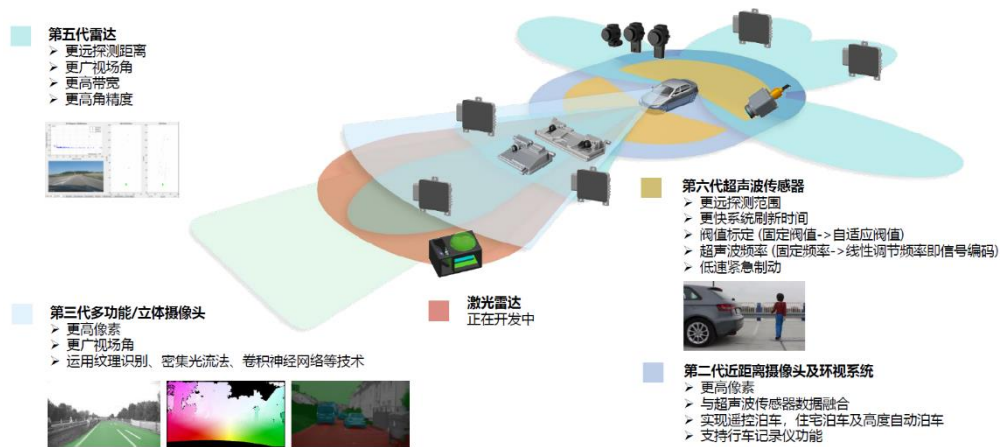 第五代雷达
➢ 更远探测距离
➢ 更广视场角
➢ 更高带宽
➢ 更高角精度
第六代超声波传感器
➢ 更远探测范围
➢ 更快系统刷新时间
➢ 阀值标定 (固定阀值->自适应阀值)
➢ 超声波频率 (固定频率->线性调节频率即信号编码)
➢ 低速紧急制动
激光雷达
正在开发中
第三代多功能/立体摄像头
➢ 更高像素
➢ 更广视场角
➢ 运用纹理识别、密集光流法、卷积神经网络等技术
第二代近距离摄像头及环视系统
➢ 更高像素
➢ 与超声波传感器数据融合
➢ 实现遥控泊车，住宅泊车及高度自动泊车
➢ 支持行车记录仪功能